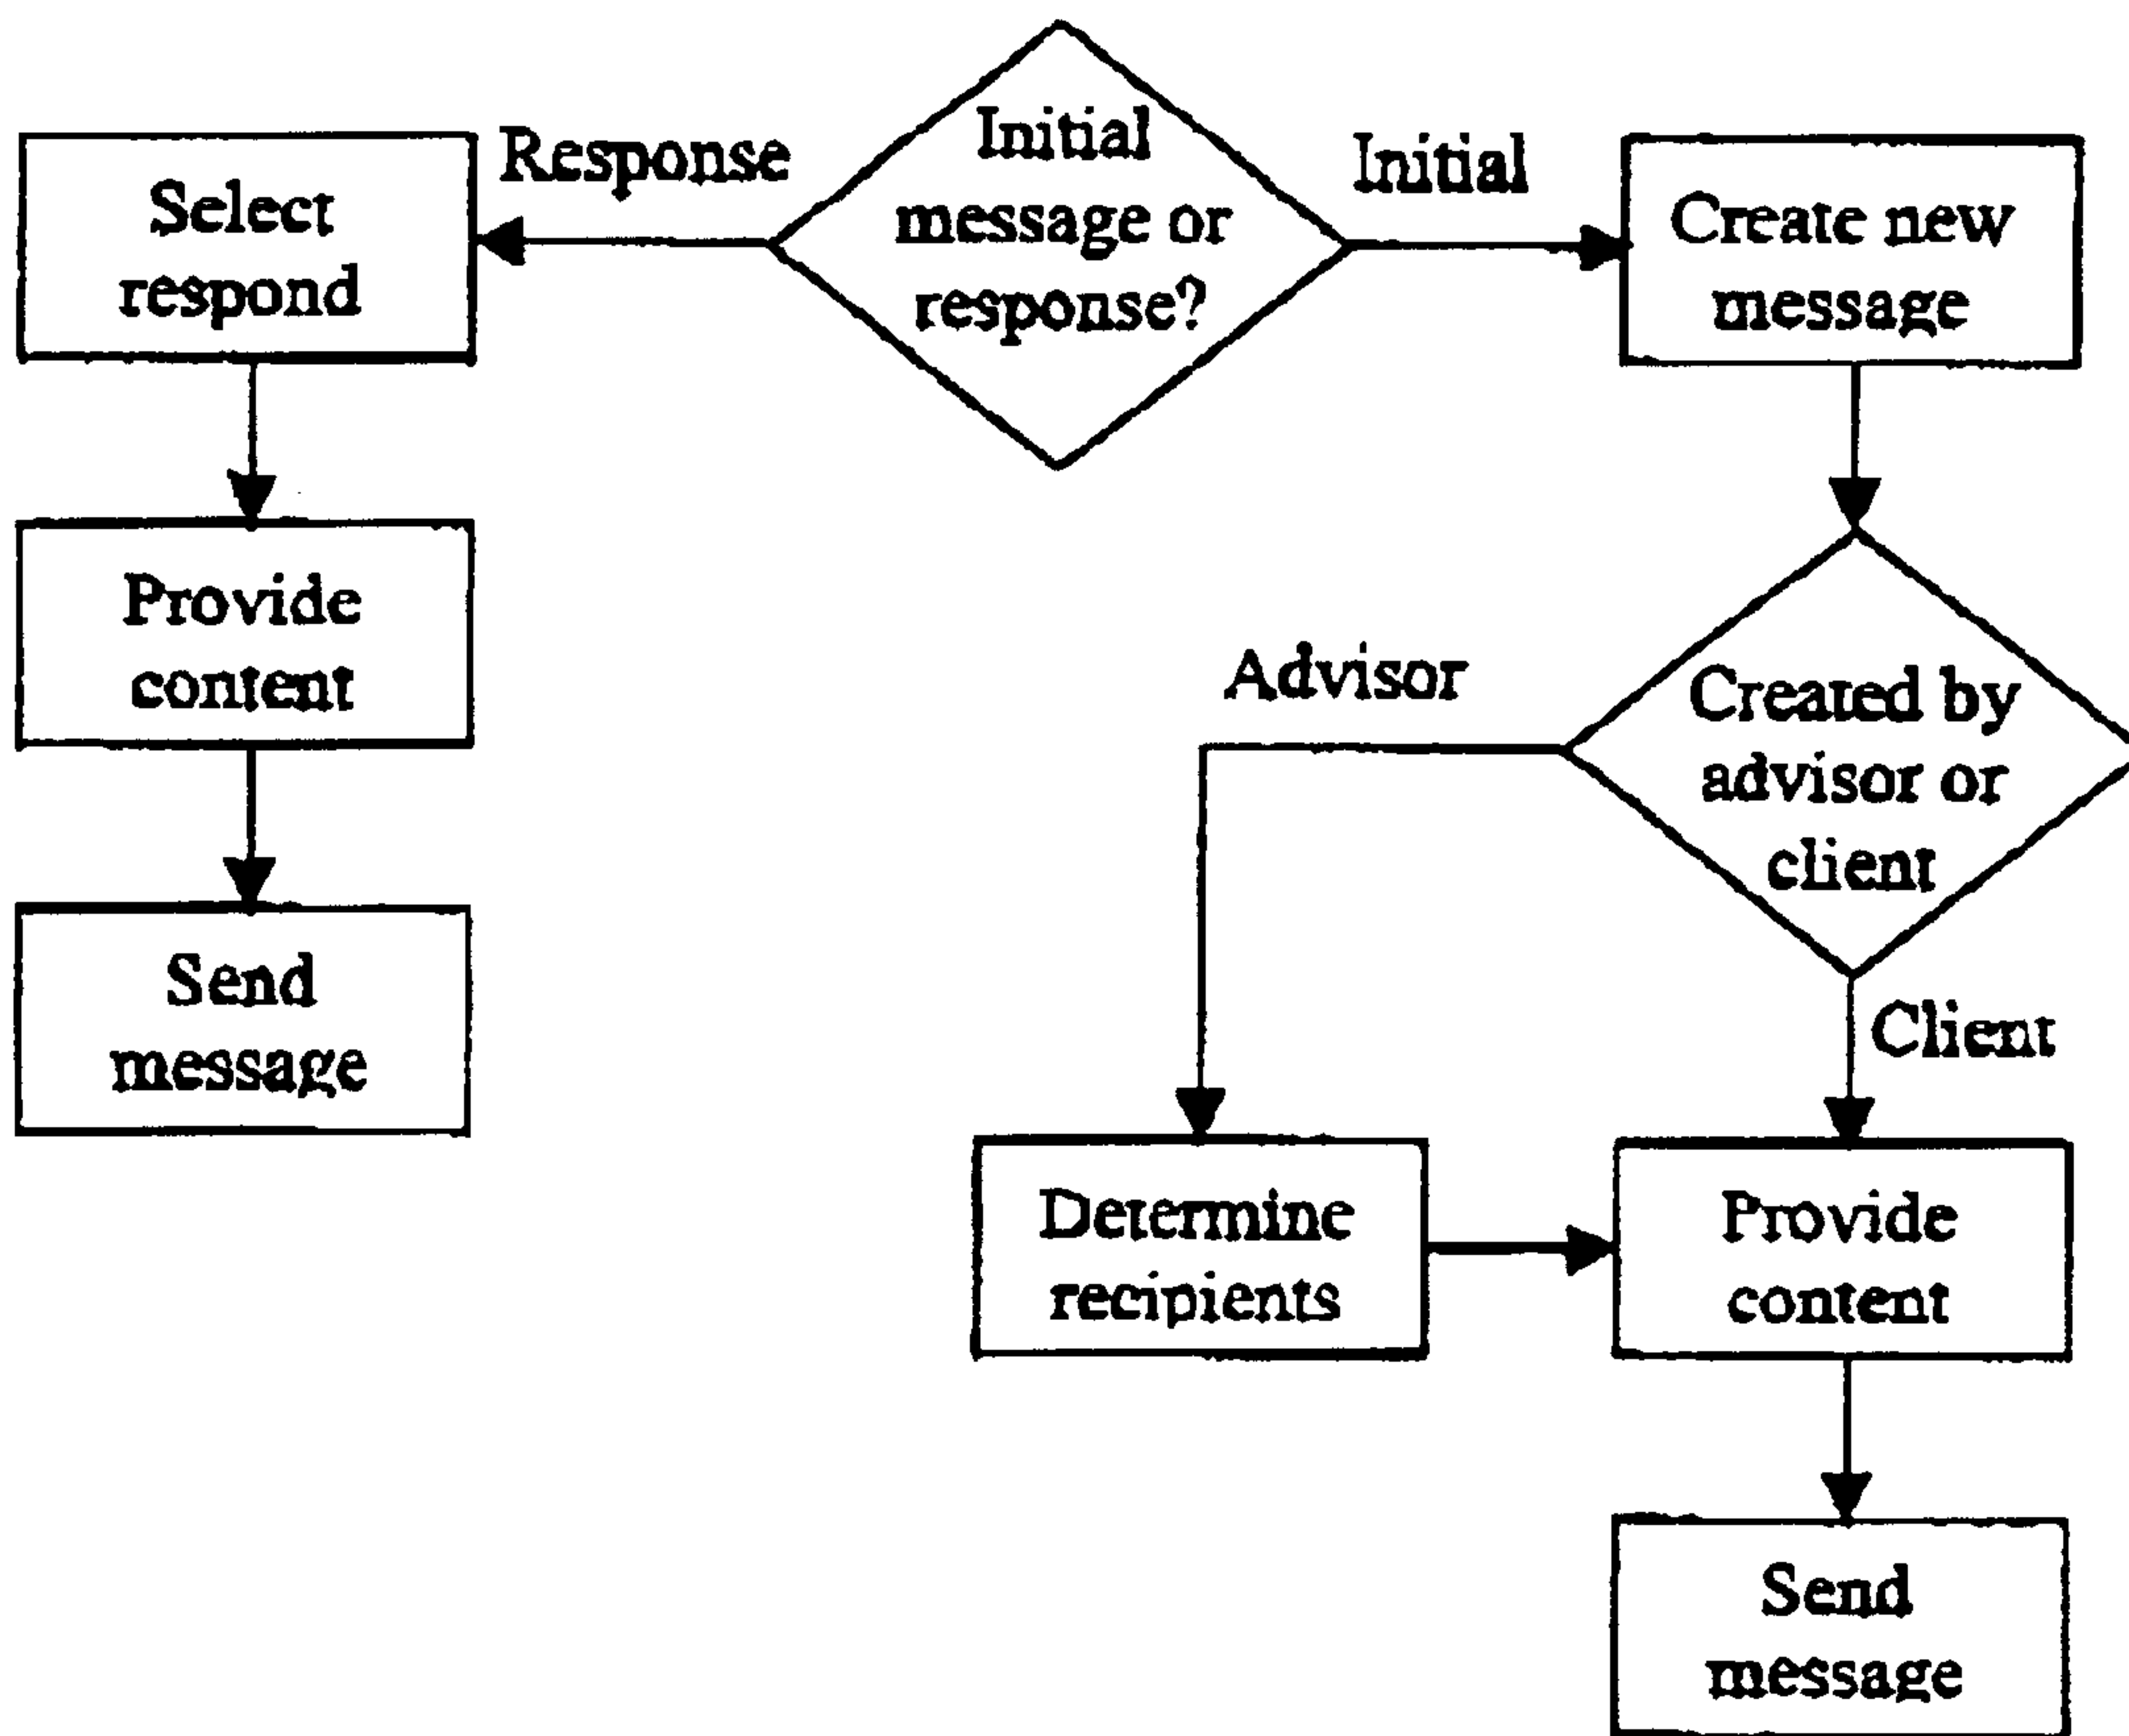 Initial
message or
response?
Response
Initial
Select
respond
Create new
message
Provide
content
Send
message
Created by
advisor or
client
Advisor
Client
Determine
recipients
Provide
content
Send
message